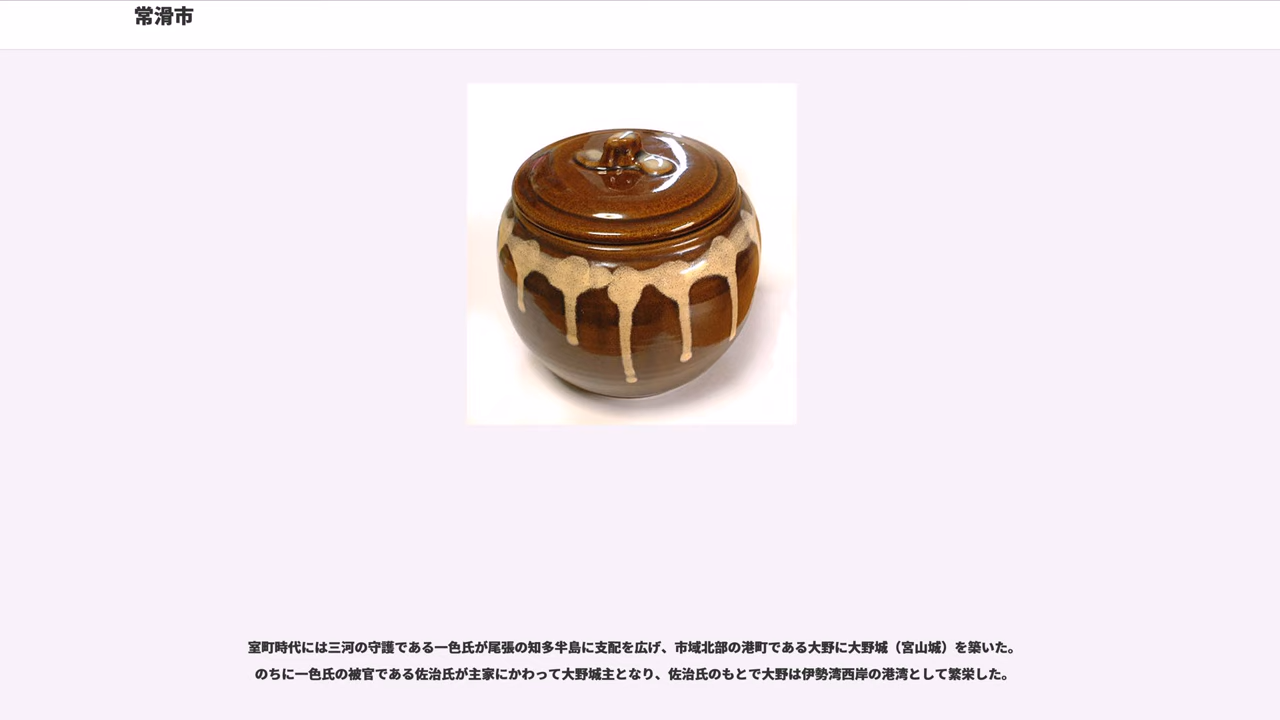 常滑市
室町時代には三河の守護である一色氏が尾張の知多半島に支配を広げ、市域北部の港町である大野に大野城（宮山城）を築いた。
のちに一色氏の被官である佐治氏が主家にかわって大野城主となり、佐治氏のもとで大野は伊勢湾西岸の港湾として繁栄した。